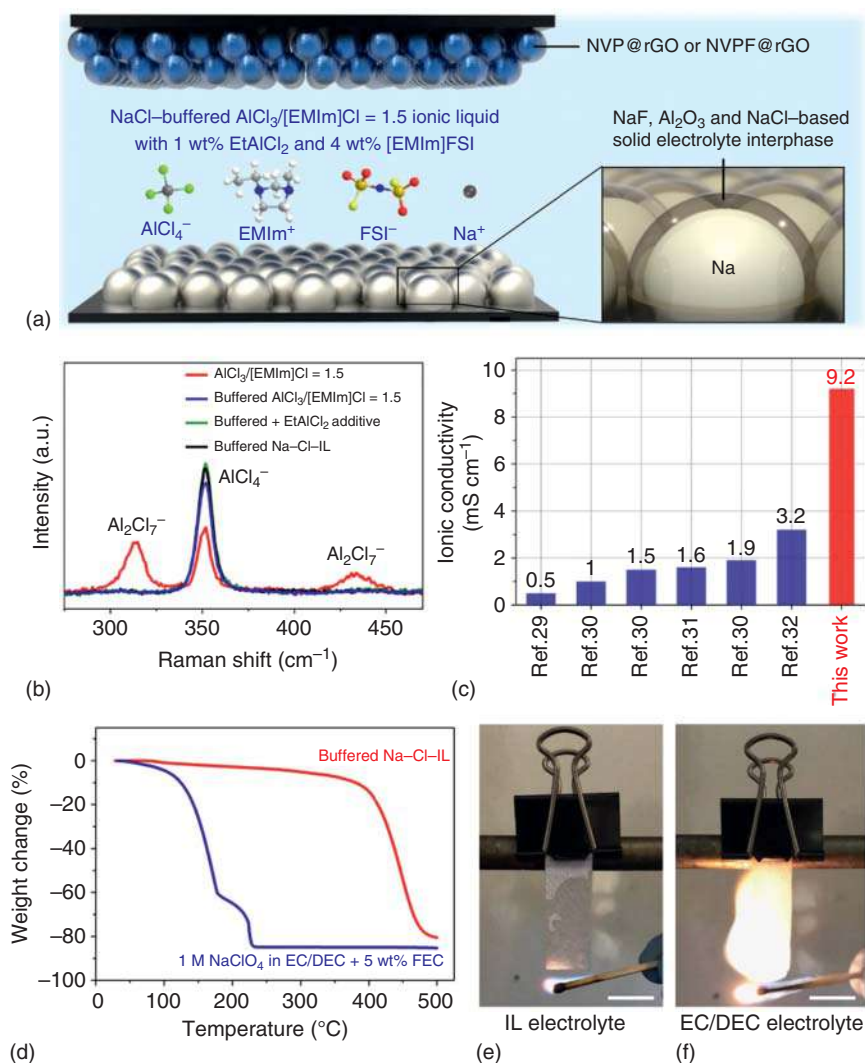 NVP@rGO or NVPF@rGO
NaCl–buffered AlCl₃/[EMIm]Cl = 1.5 ionic liquid
with 1 wt% EtAlCl₂ and 4 wt% [EMIm]FSI
NaF, Al₂O₃ and NaCl–based
solid electrolyte interphase
AlCl₄⁻
EMIm⁺
FSI⁻
Na⁺
Na
(a)
AlCl₃/[EMIm]Cl = 1.5
Buffered AlCl₃/[EMIm]Cl = 1.5
Buffered + EtAlCl₂ additive
Buffered Na–Cl–IL
AlCl₄⁻
Al₂Cl₇⁻
Al₂Cl₇⁻
Intensity (a.u.)
300
350
400
450
Raman shift (cm⁻¹)
(b)
Ionic conductivity
(mS cm⁻¹)
10
8
6
4
2
0
0.5
1
1.5
1.6
1.9
3.2
9.2
Ref.29
Ref.30
Ref.30
Ref.31
Ref.30
Ref.32
This work
(c)
Weight change (%)
0
−20
−40
−60
−80
−100
Buffered Na–Cl–IL
1 M NaClO₄ in EC/DEC + 5 wt% FEC
0
100
200
300
400
500
Temperature (°C)
(d)
IL electrolyte
(e)
EC/DEC electrolyte
(f)